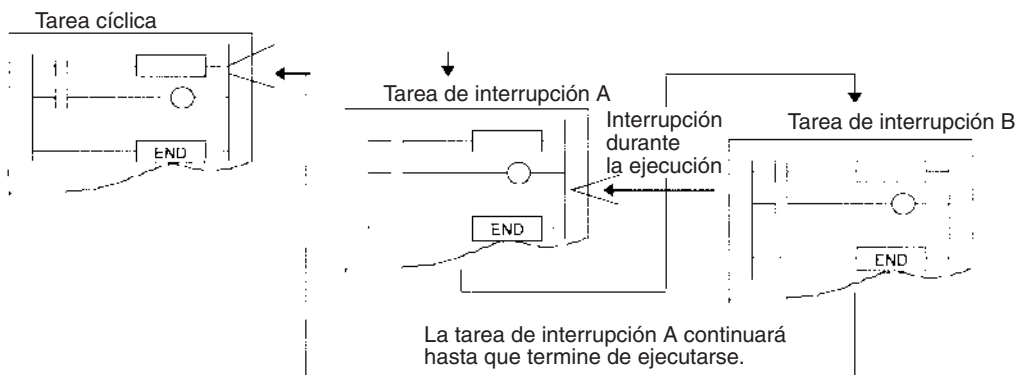 Tarea cíclica
END
Tarea de interrupción A
END
Interrupción
durante
la ejecución
Tarea de interrupción B
END
La tarea de interrupción A continuará
hasta que termine de ejecutarse.